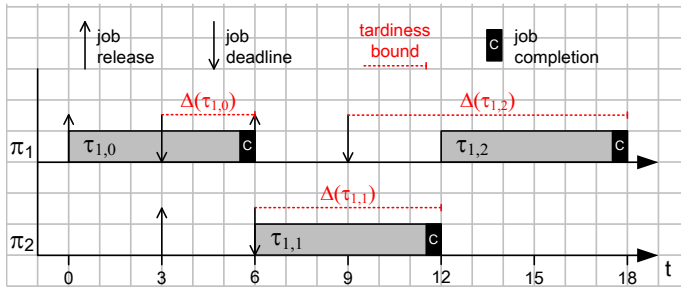 job release
job deadline
tardiness bound
C job completion
Δ(τ1,0)
Δ(τ1,2)
π1
τ1,0
C
τ1,2
C
Δ(τ1,1)
π2
τ1,1
C
0 3 6 9 12 15 18 t